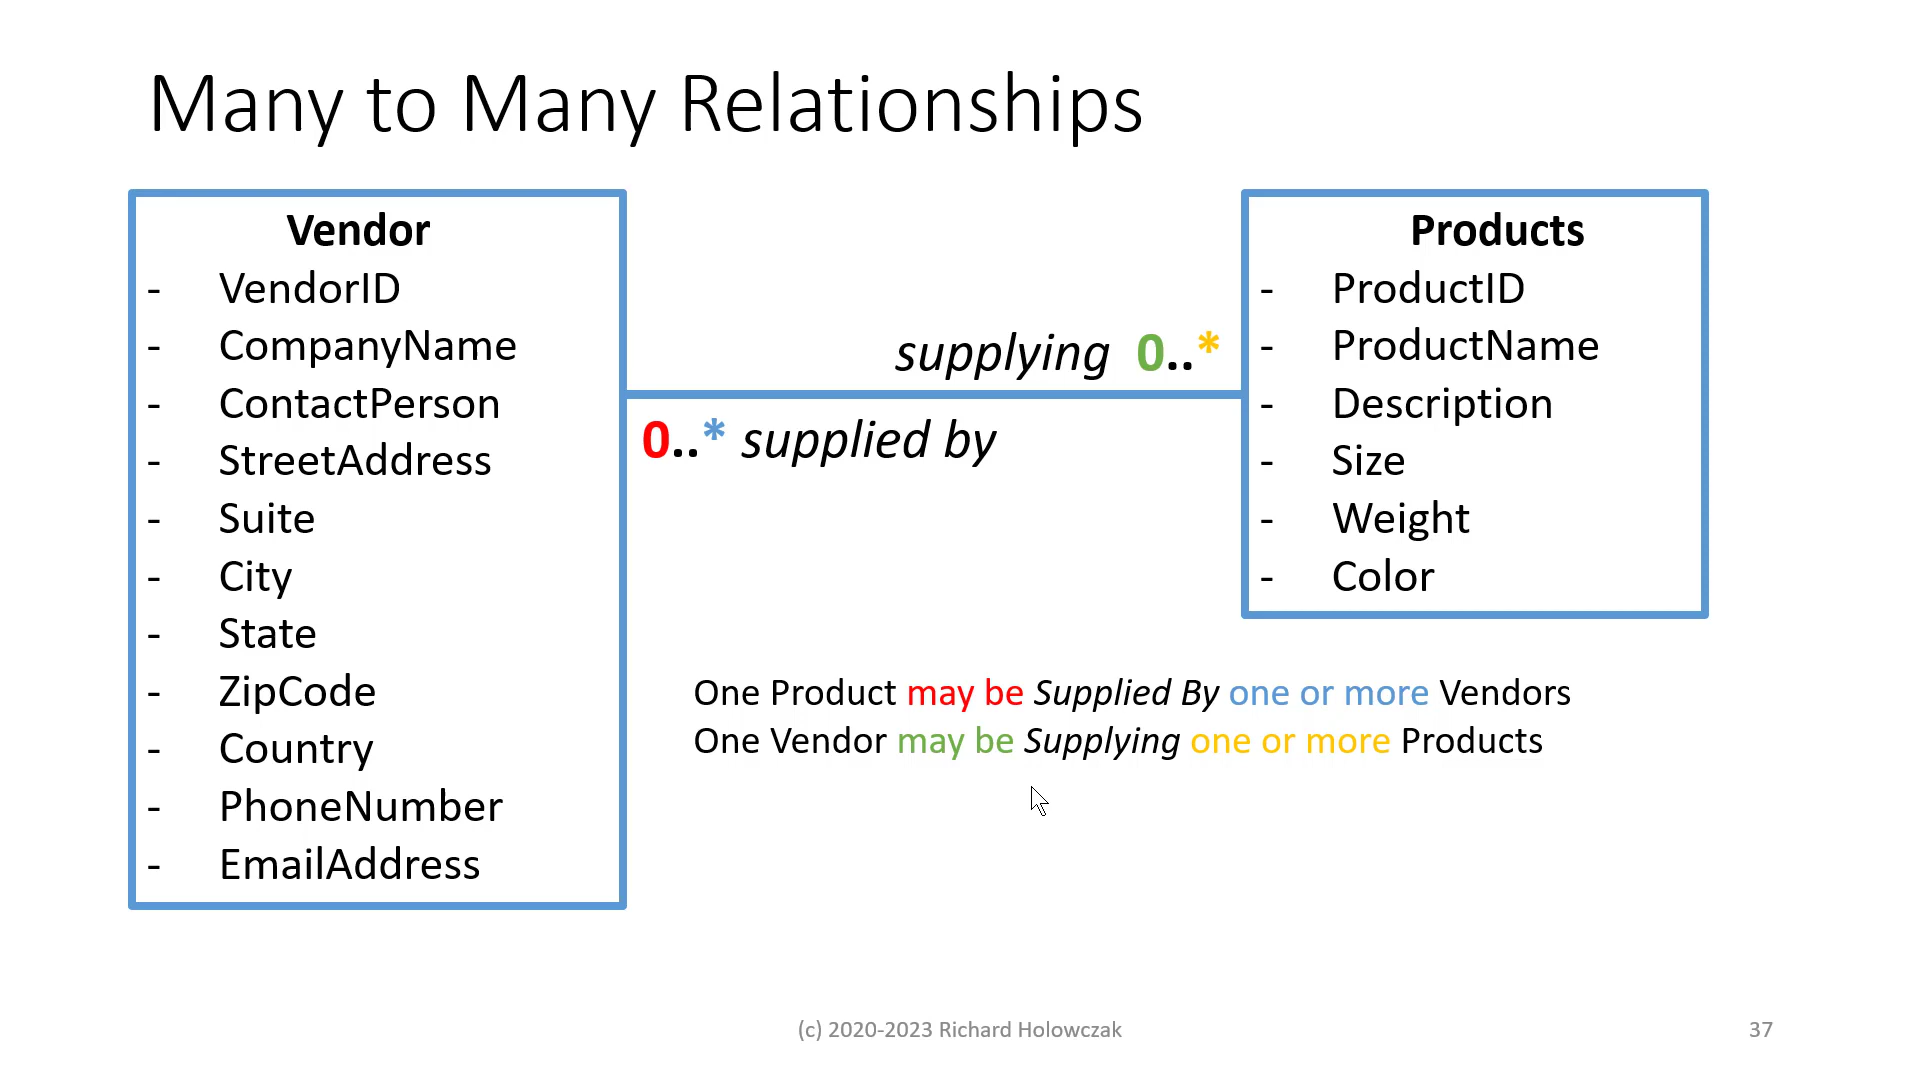 Many to Many Relationships
Vendor
- VendorID
- CompanyName
- ContactPerson
- StreetAddress
- Suite
- City
- State
- ZipCode
- Country
- PhoneNumber
- EmailAddress
supplying 0..*
0..* supplied by
Products
- ProductID
- ProductName
- Description
- Size
- Weight
- Color
One Product may be Supplied By one or more Vendors
One Vendor may be Supplying one or more Products
(c) 2020-2023 Richard Holowczak
37